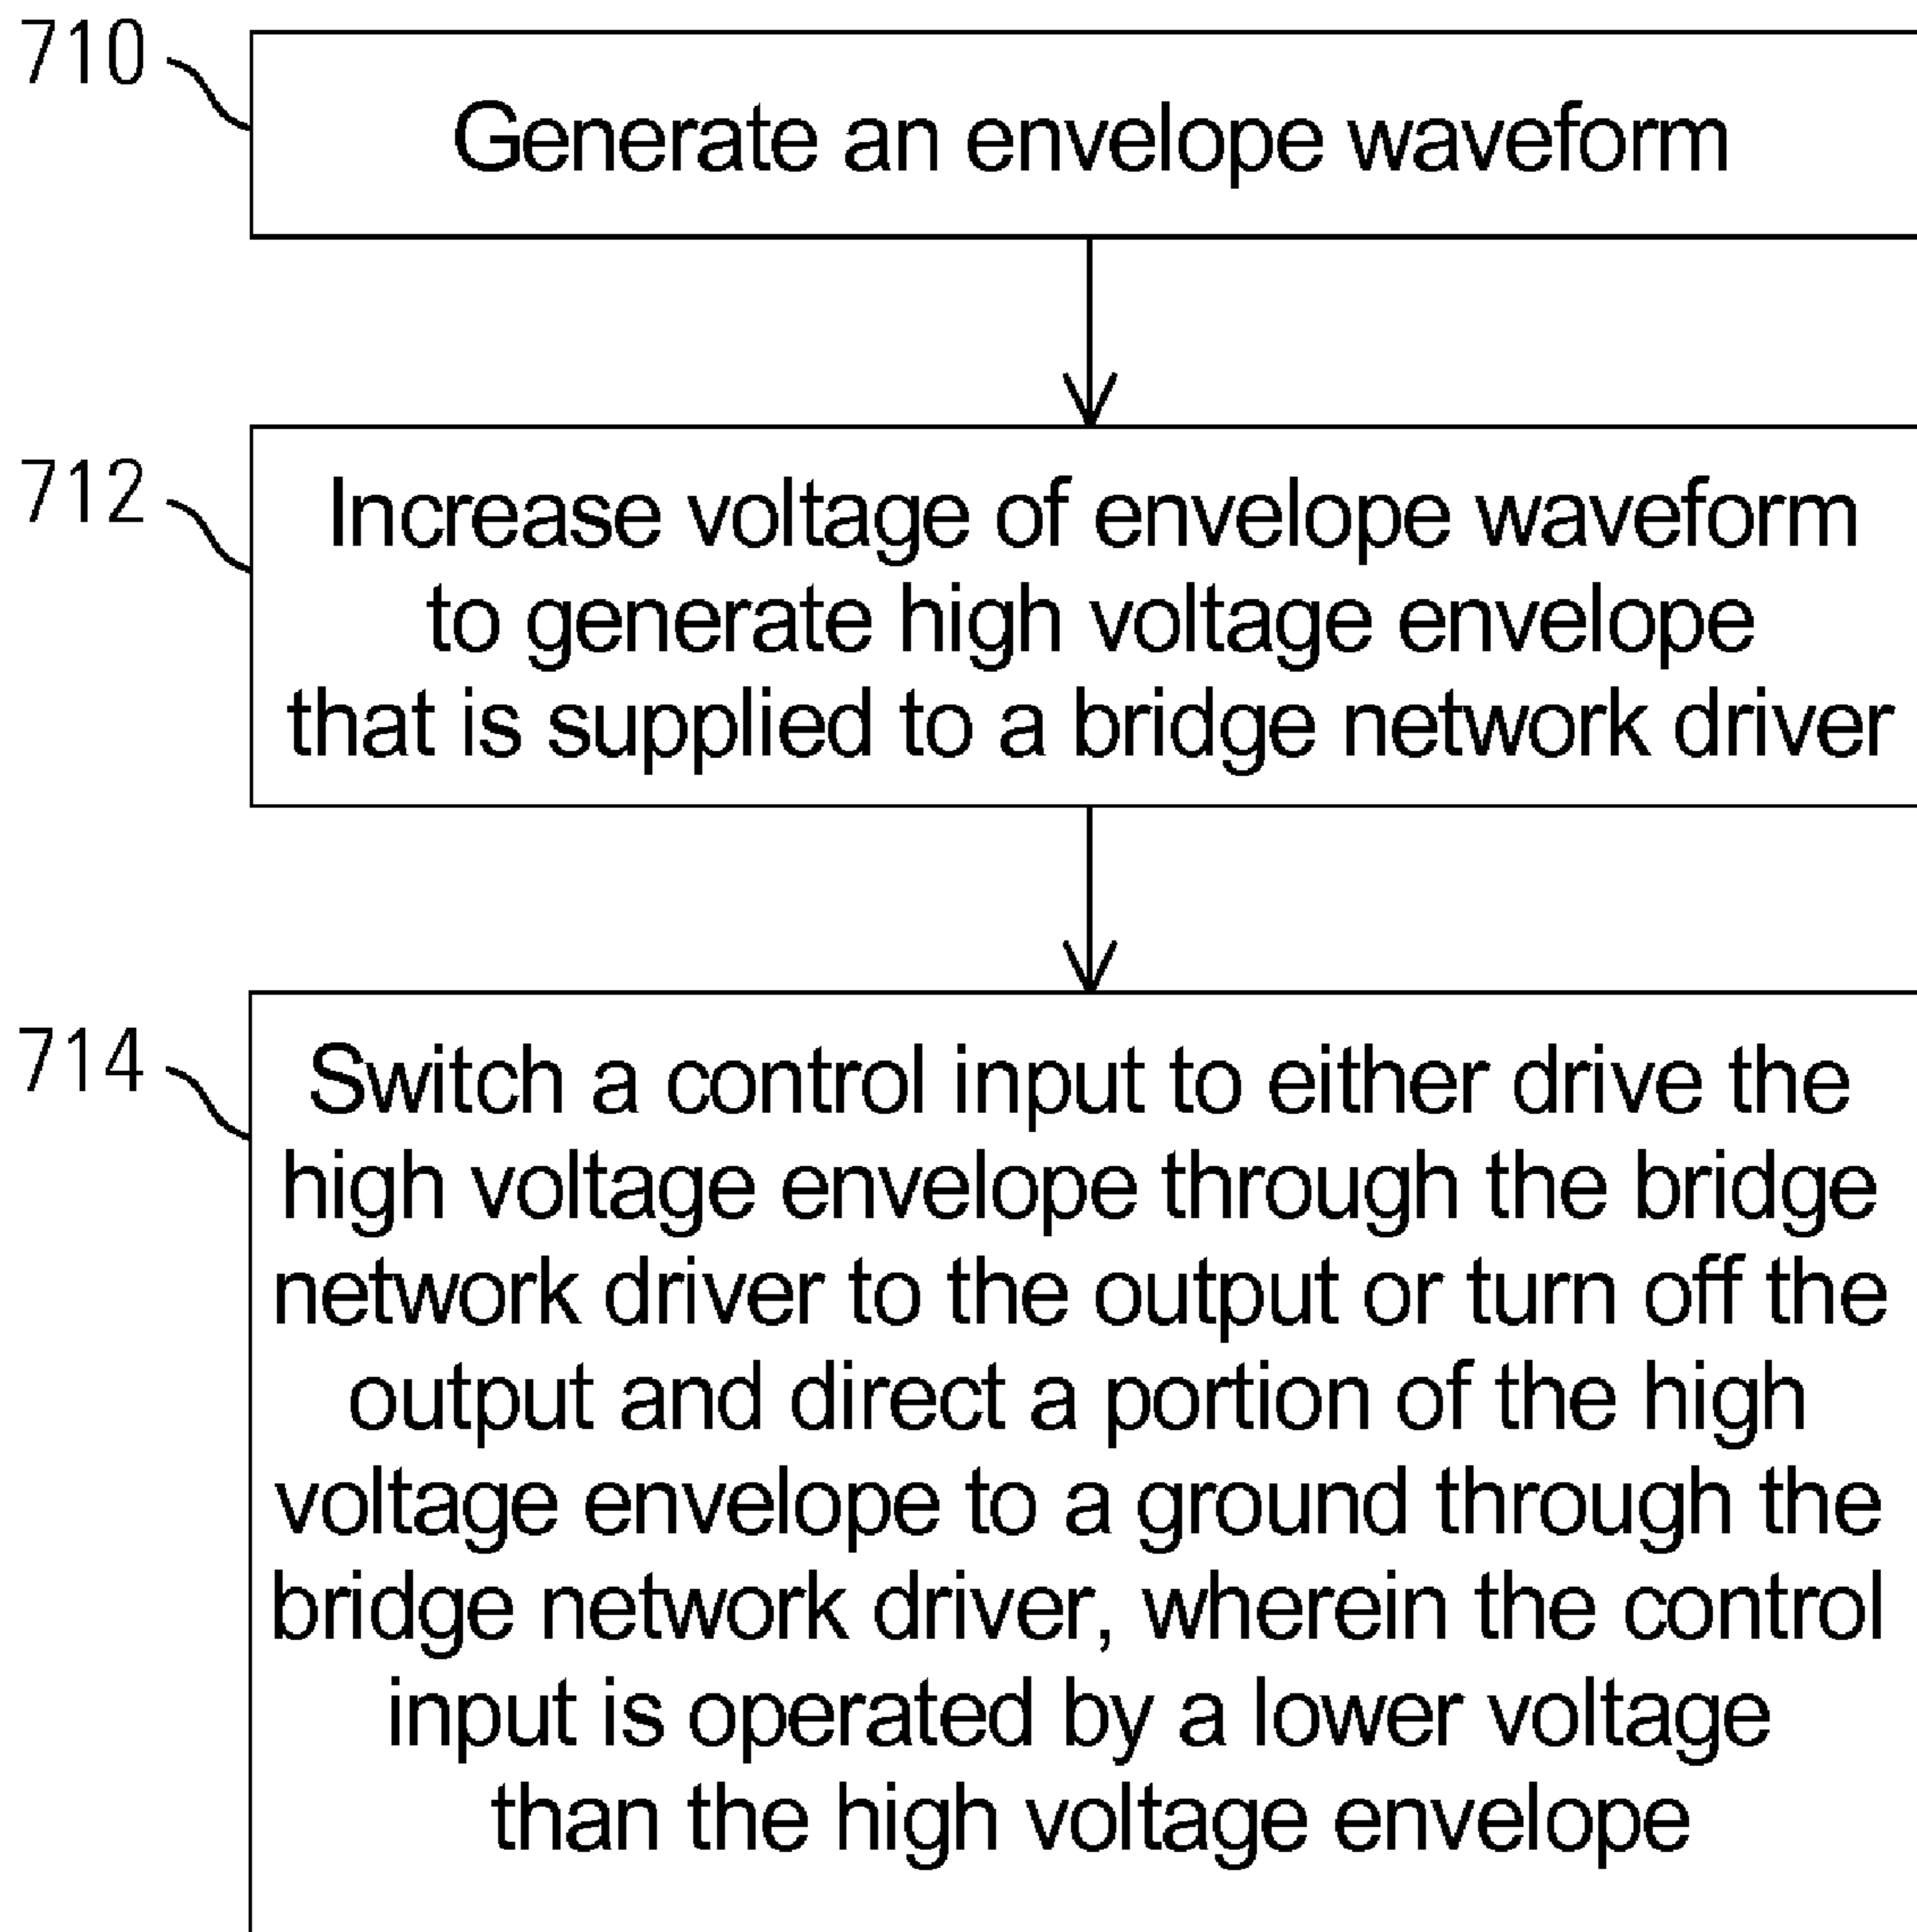 710
Generate an envelope waveform
712
Increase voltage of envelope waveform
to generate high voltage envelope
that is supplied to a bridge network driver
714
Switch a control input to either drive the
high voltage envelope through the bridge
network driver to the output or turn off the
output and direct a portion of the high
voltage envelope to a ground through the
bridge network driver, wherein the control
input is operated by a lower voltage
than the high voltage envelope